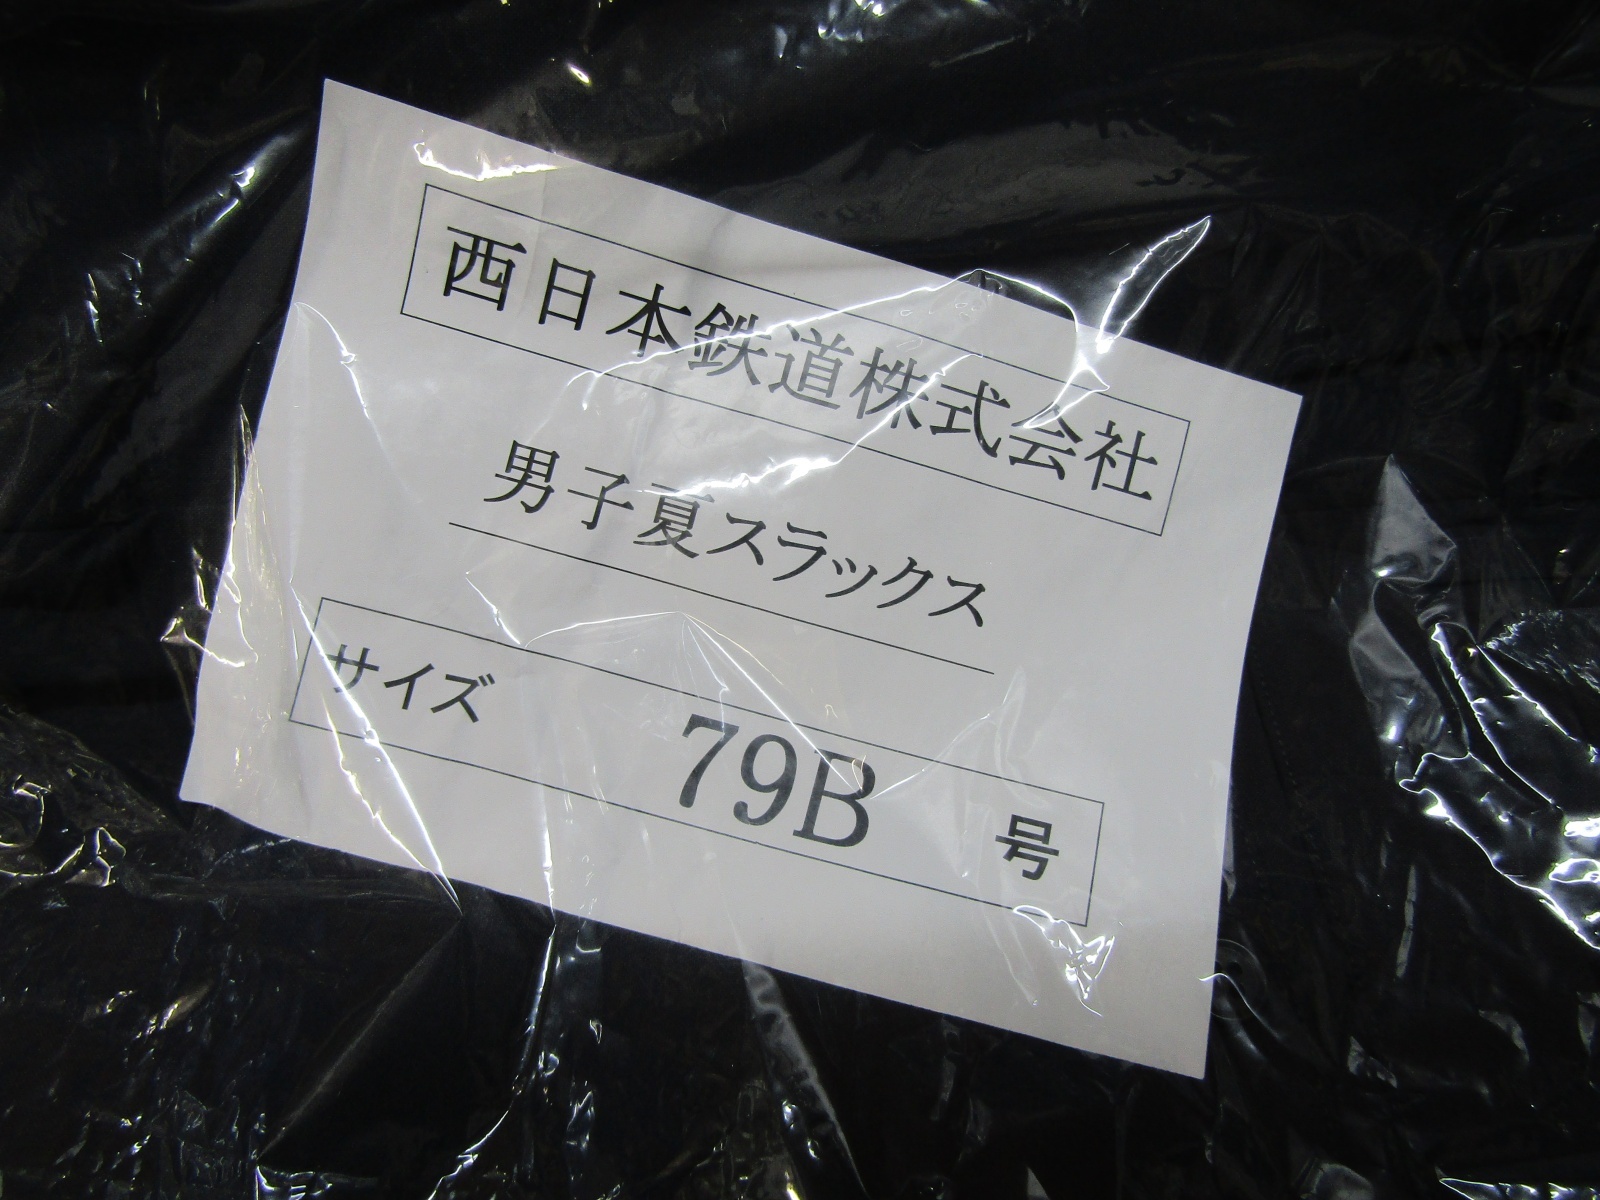 西日本鉄道株式会社
男子夏スラックス
サイズ 79B 号